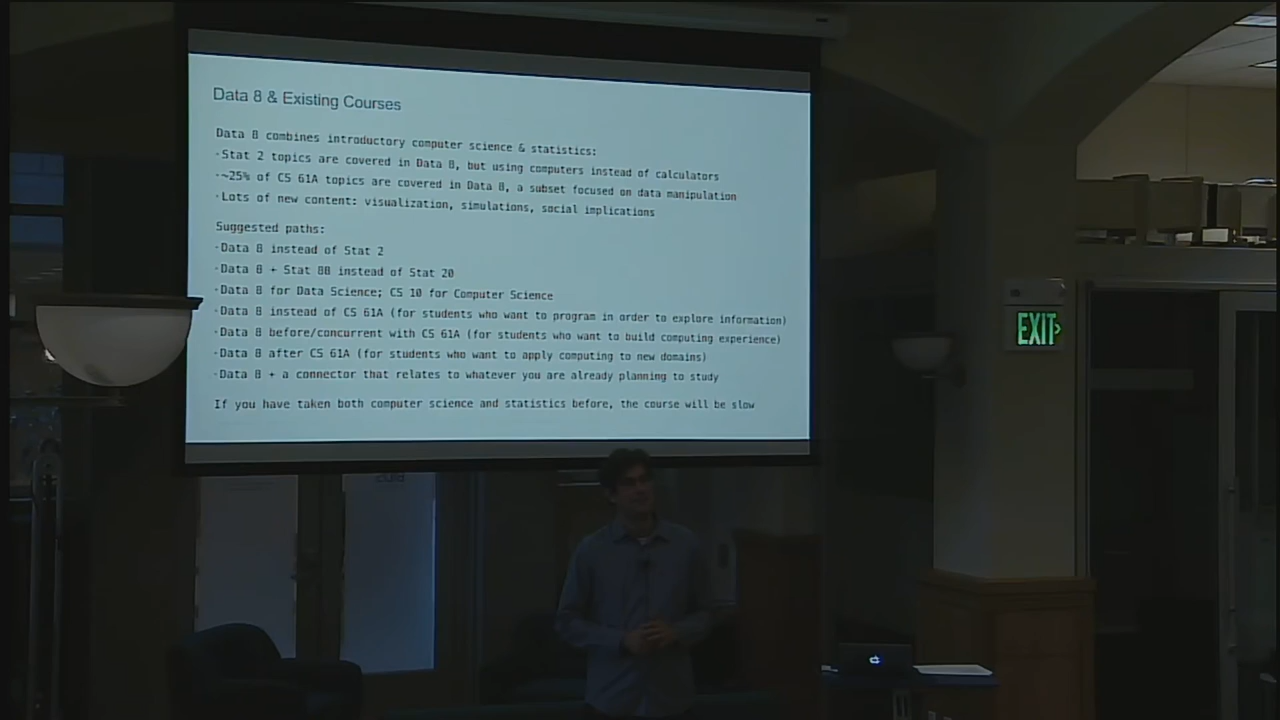 Data 8 & Existing Courses
Data 8 combines introductory computer science & statistics:
·Stat 2 topics are covered in Data 8, but using computers instead of calculators
·~25% of CS 61A topics are covered in Data 8, a subset focused on data manipulation
·Lots of new content: visualization, simulations, social implications
Suggested paths:
·Data 8 instead of Stat 2
·Data 8 + Stat 88 instead of Stat 20
·Data 8 for Data Science; CS 10 for Computer Science
·Data 8 instead of CS 61A (for students who want to program in order to explore information)
·Data 8 before/concurrent with CS 61A (for students who want to build computing experience)
·Data 8 after CS 61A (for students who want to apply computing to new domains)
·Data 8 + a connector that relates to whatever you are already planning to study
If you have taken both computer science and statistics before, the course will be slow
EXIT